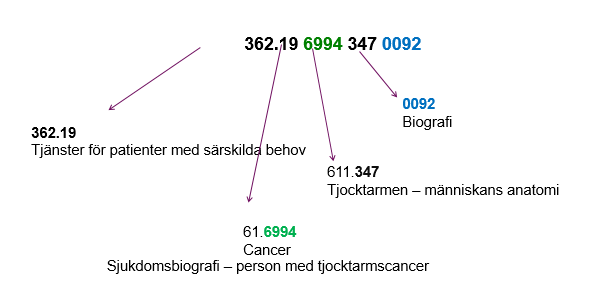 362.19 6994 347 0092
0092
Biografi
362.19
Tjänster för patienter med särskilda behov
611.347
Tjocktarmen – människans anatomi
61.6994
Cancer
Sjukdomsbiografi – person med tjocktarmscancer